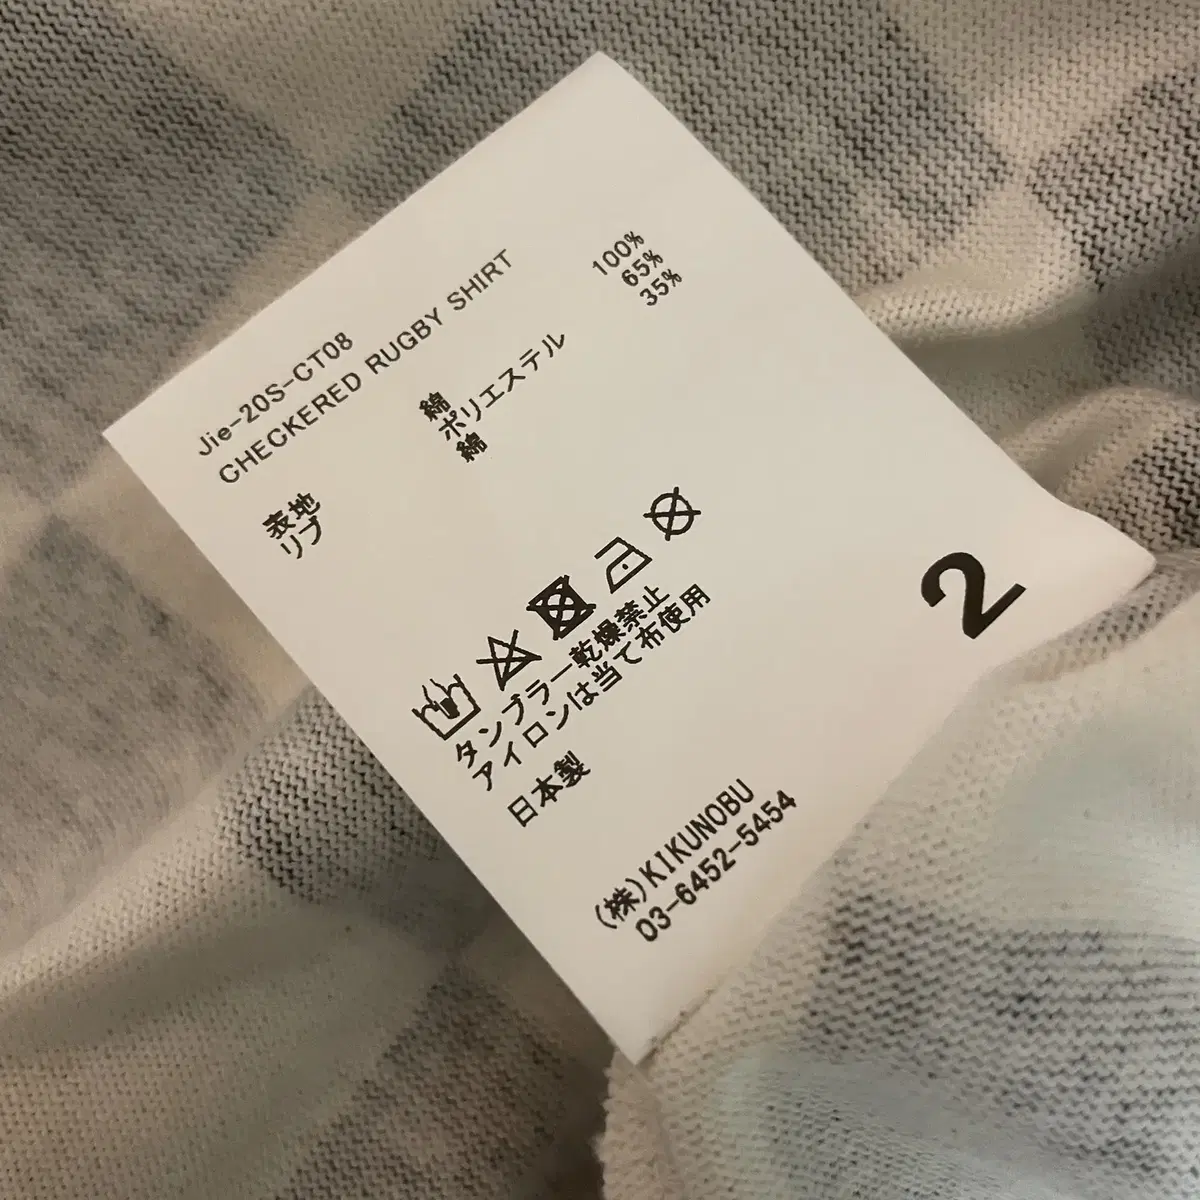 Jie-20S-CT08
CHECKERED RUGBY SHIRT
表地 綿 100%
リブ ポリエステル 65%
綿 35%
タンブラー乾燥禁止
アイロンは当て布使用
日本製
(株)KIKUNOBU
03-6452-5454
2